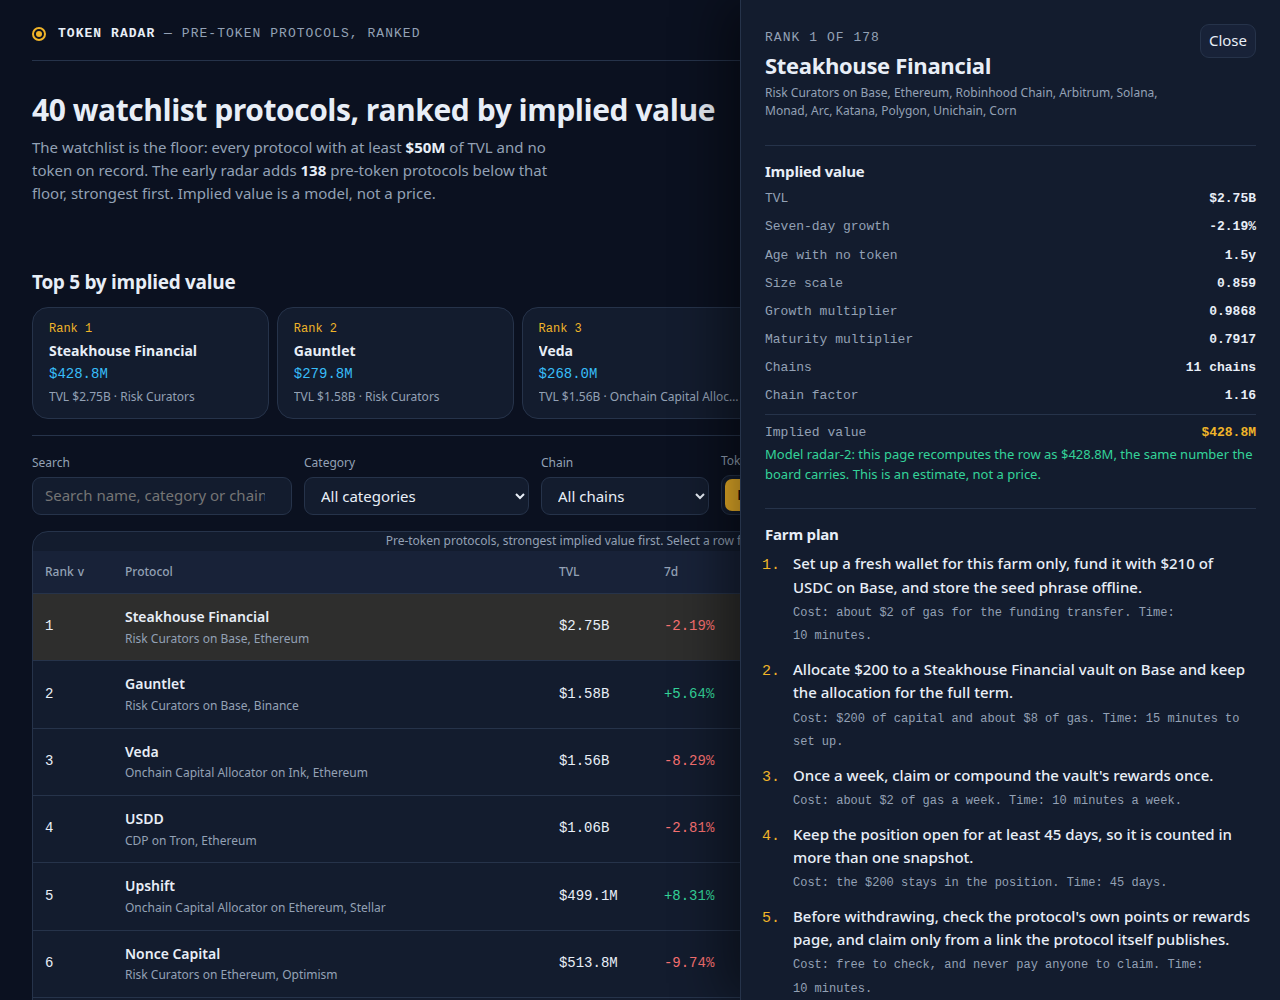 TOKEN RADAR — PRE-TOKEN PROTOCOLS, RANKED
40 watchlist protocols, ranked by implied value
The watchlist is the floor: every protocol with at least $50M of TVL and no
token on record. The early radar adds 138 pre-token protocols below that
floor, strongest first. Implied value is a model, not a price.
Top 5 by implied value
Rank 1
Steakhouse Financial
$428.8M
TVL $2.75B · Risk Curators
Rank 2
Gauntlet
$279.8M
TVL $1.58B · Risk Curators
Rank 3
Veda
$268.0M
TVL $1.56B · Onchain Capital Alloc...
Search
Category
Chain
Search name, category or chain
All categories
All chains
Pre-token protocols, strongest implied value first. Select a row
Rank v Protocol TVL 7d
1 Steakhouse Financial $2.75B -2.19%
Risk Curators on Base, Ethereum
2 Gauntlet $1.58B +5.64%
Risk Curators on Base, Binance
3 Veda $1.56B -8.29%
Onchain Capital Allocator on Ink, Ethereum
4 USDD $1.06B -2.81%
CDP on Tron, Ethereum
5 Upshift $499.1M +8.31%
Onchain Capital Allocator on Ethereum, Stellar
6 Nonce Capital $513.8M -9.74%
Risk Curators on Ethereum, Optimism
RANK 1 OF 178
Close
Steakhouse Financial
Risk Curators on Base, Ethereum, Robinhood Chain, Arbitrum, Solana,
Monad, Arc, Katana, Polygon, Unichain, Corn
Implied value
TVL $2.75B
Seven-day growth -2.19%
Age with no token 1.5y
Size scale 0.859
Growth multiplier 0.9868
Maturity multiplier 0.7917
Chains 11 chains
Chain factor 1.16
Implied value $428.8M
Model radar-2: this page recomputes the row as $428.8M, the same number the
board carries. This is an estimate, not a price.
Farm plan
1. Set up a fresh wallet for this farm only, fund it with $210 of
USDC on Base, and store the seed phrase offline.
Cost: about $2 of gas for the funding transfer. Time:
10 minutes.
2. Allocate $200 to a Steakhouse Financial vault on Base and keep
the allocation for the full term.
Cost: $200 of capital and about $8 of gas. Time: 15 minutes to
set up.
3. Once a week, claim or compound the vault's rewards once.
Cost: about $2 of gas a week. Time: 10 minutes a week.
4. Keep the position open for at least 45 days, so it is counted in
more than one snapshot.
Cost: the $200 stays in the position. Time: 45 days.
5. Before withdrawing, check the protocol's own points or rewards
page, and claim only from a link the protocol itself publishes.
Cost: free to check, and never pay anyone to claim. Time:
10 minutes.